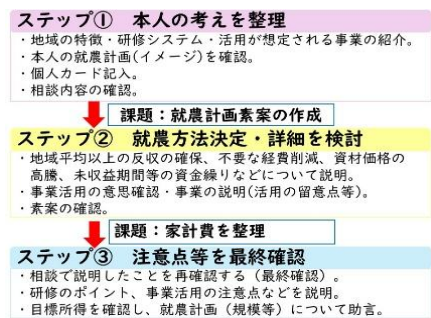 ステップ① 本人の考えを整理
・地域の特徴・研修システム・活用が想定される事業の紹介。
・本人の就農計画(イメージ)を確認。
・個人カード記入。
・相談内容の確認。
課題：就農計画素案の作成
ステップ② 就農方法決定・詳細を検討
・地域平均以上の反収の確保、不要な経費削減、資材価格の
高騰、未収益期間等の資金繰りなどについて説明。
・事業活用の意思確認・事業の説明(活用の留意点等)。
・素案の確認。
課題：家計費を整理
ステップ③ 注意点等を最終確認
・相談で説明したことを再確認する（最終確認）。
・研修のポイント、事業活用の注意点などを説明。
・目標所得を確認し、就農計画（規模等）について助言。